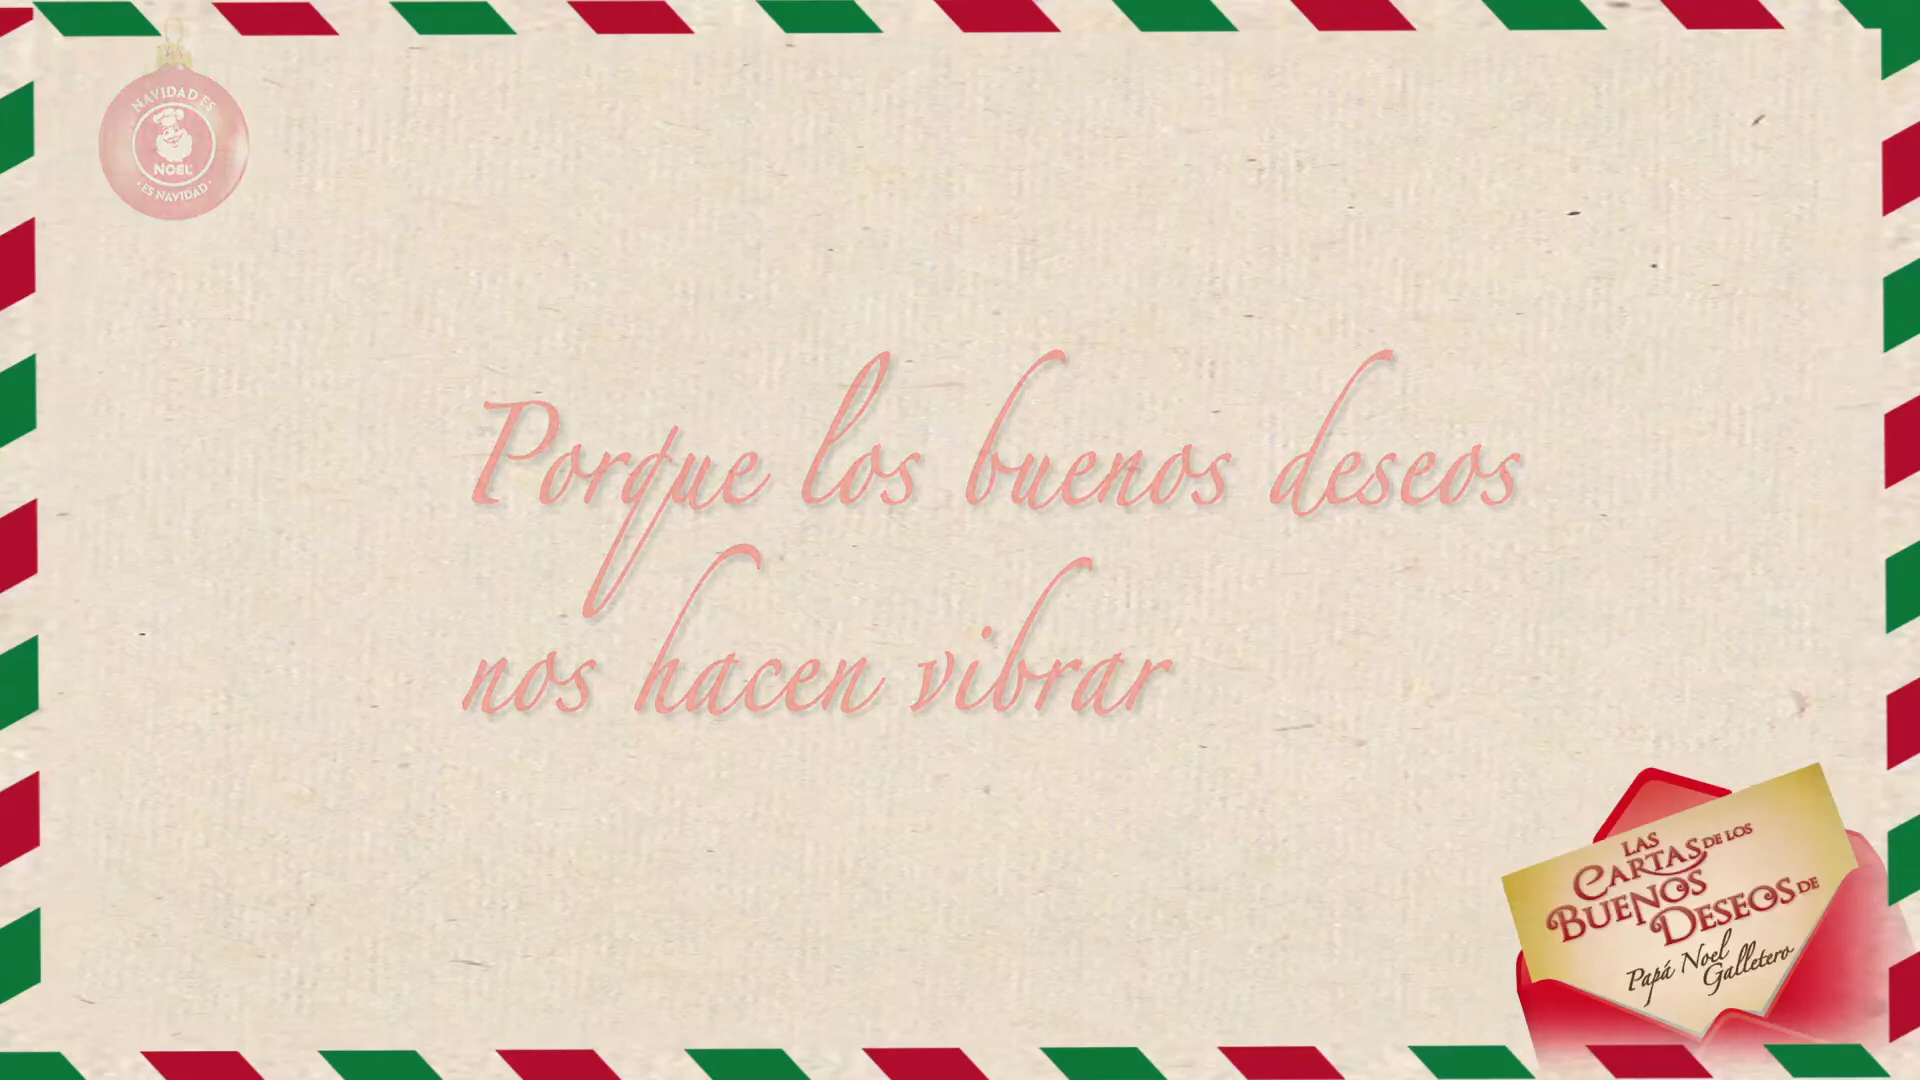 NAVIDAD ES
NOEL
·ES NAVIDAD·
Porque los buenos deseos
nos hacen vibrar
LAS
CARTAS DE LOS
BUENOS
DESEOS DE
Papá Noel
Galletero